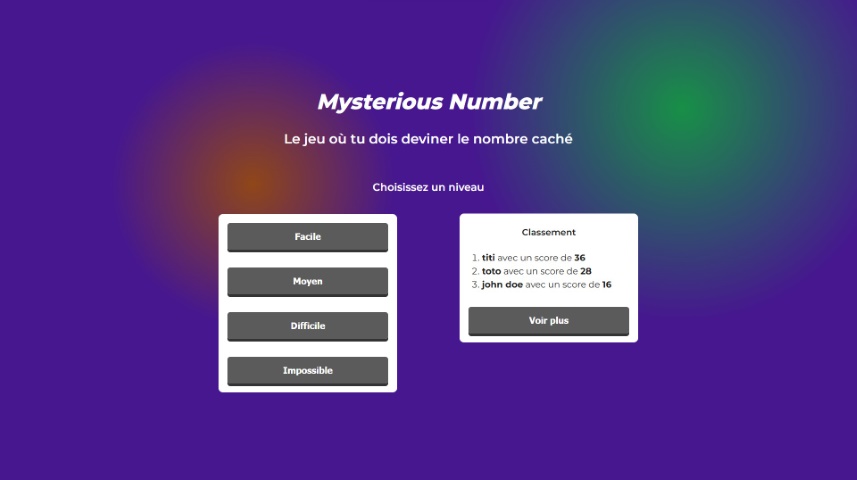 Mysterious Number
Le jeu où tu dois deviner le nombre caché
Choisissez un niveau
Facile
Moyen
Difficile
Impossible
Classement
1. titi avec un score de 36
2. toto avec un score de 28
3. john doe avec un score de 16
Voir plus